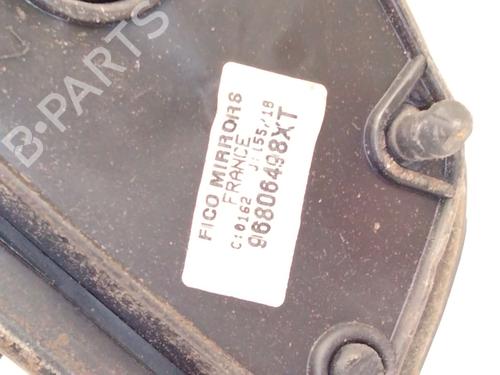 B-PARTS
FICO MIRRORS
FRANCE
C:0162 J:155/18
96806498XT